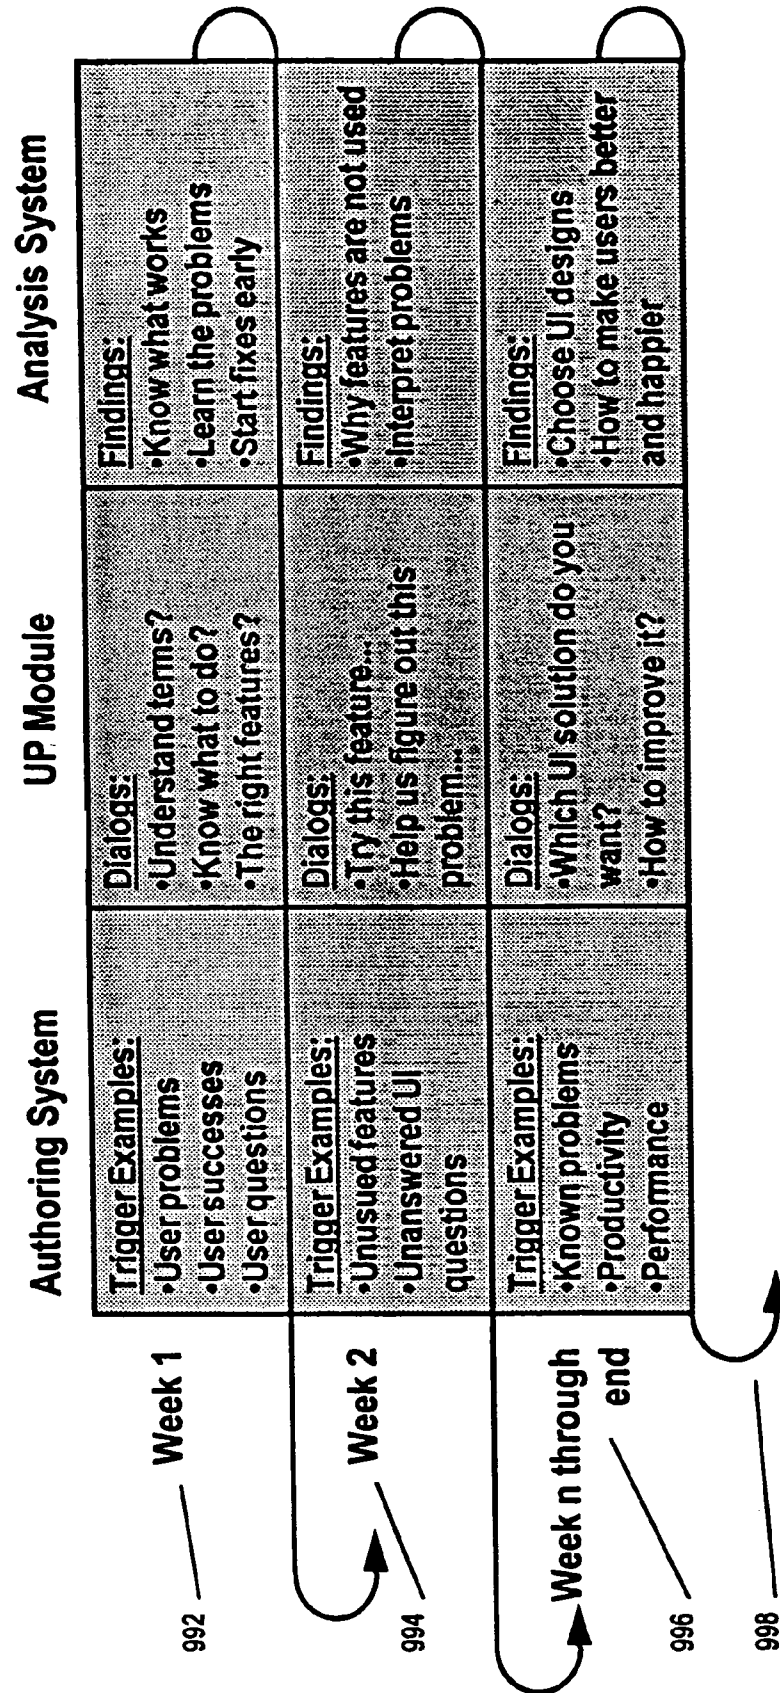 Authoring System
UP Module
Analysis System
992
Week 1
Trigger Examples:
•User problems
•User successes
•User questions
Dialogs:
•Understand terms?
•Know what to do?
•The right features?
Findings:
•Know what works
•Learn the problems
•Start fixes early
994
Week 2
Trigger Examples:
•Unusued features
•Unanswered UI
questions
Dialogs:
•Try this feature...
•Help us figure out this
problem...
Findings:
•Why features are not used
•Interpret problems
996
Week n through
end
Trigger Examples:
•Known problems
•Productivity
•Performance
Dialogs:
•Which UI solution do you
want?
•How to improve it?
Findings:
•Choose UI designs
•How to make users better
and happier
998